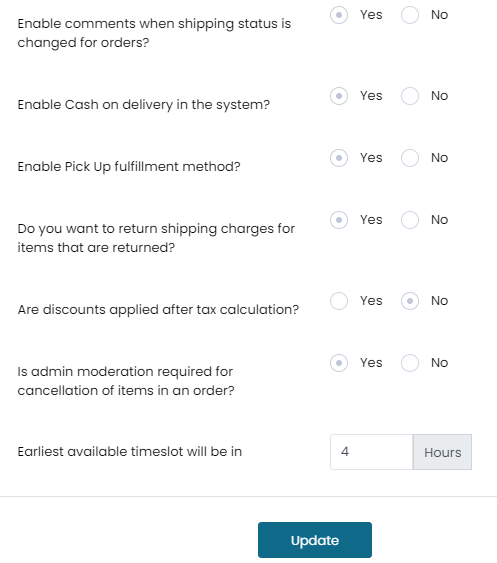 Enable comments when shipping status is
changed for orders?
Yes
No
Enable Cash on delivery in the system?
Yes
No
Enable Pick Up fulfillment method?
Yes
No
Do you want to return shipping charges for
items that are returned?
Yes
No
Are discounts applied after tax calculation?
Yes
No
Is admin moderation required for
cancellation of items in an order?
Yes
No
Earliest available timeslot will be in
4
Hours
Update